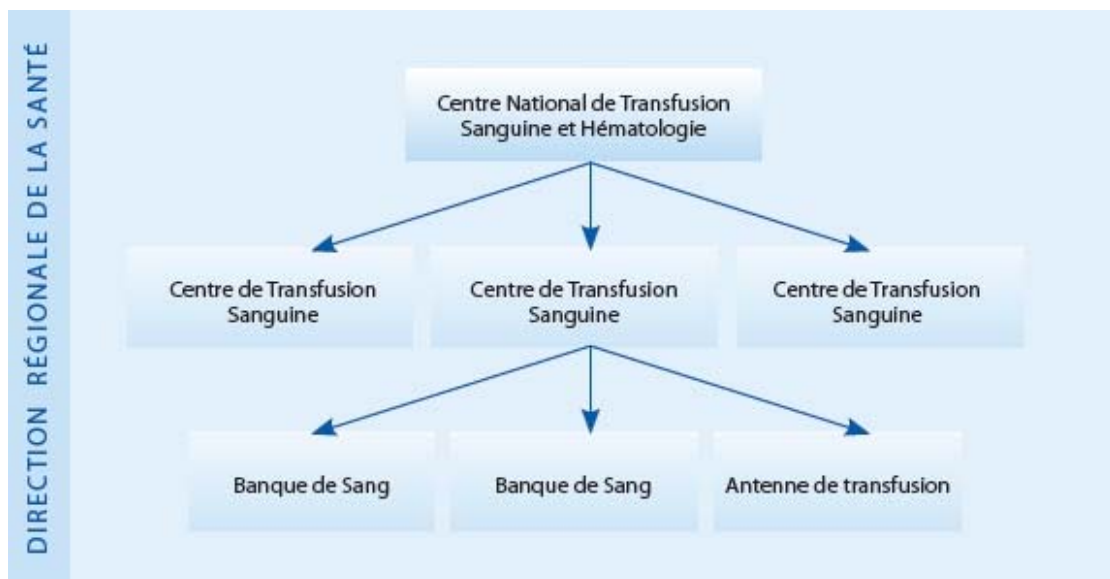 DIRECTION RÉGIONALE DE LA SANTÉ
Centre National de Transfusion
Sanguine et Hématologie
Centre de Transfusion
Sanguine
Centre de Transfusion
Sanguine
Centre de Transfusion
Sanguine
Banque de Sang
Banque de Sang
Antenne de transfusion